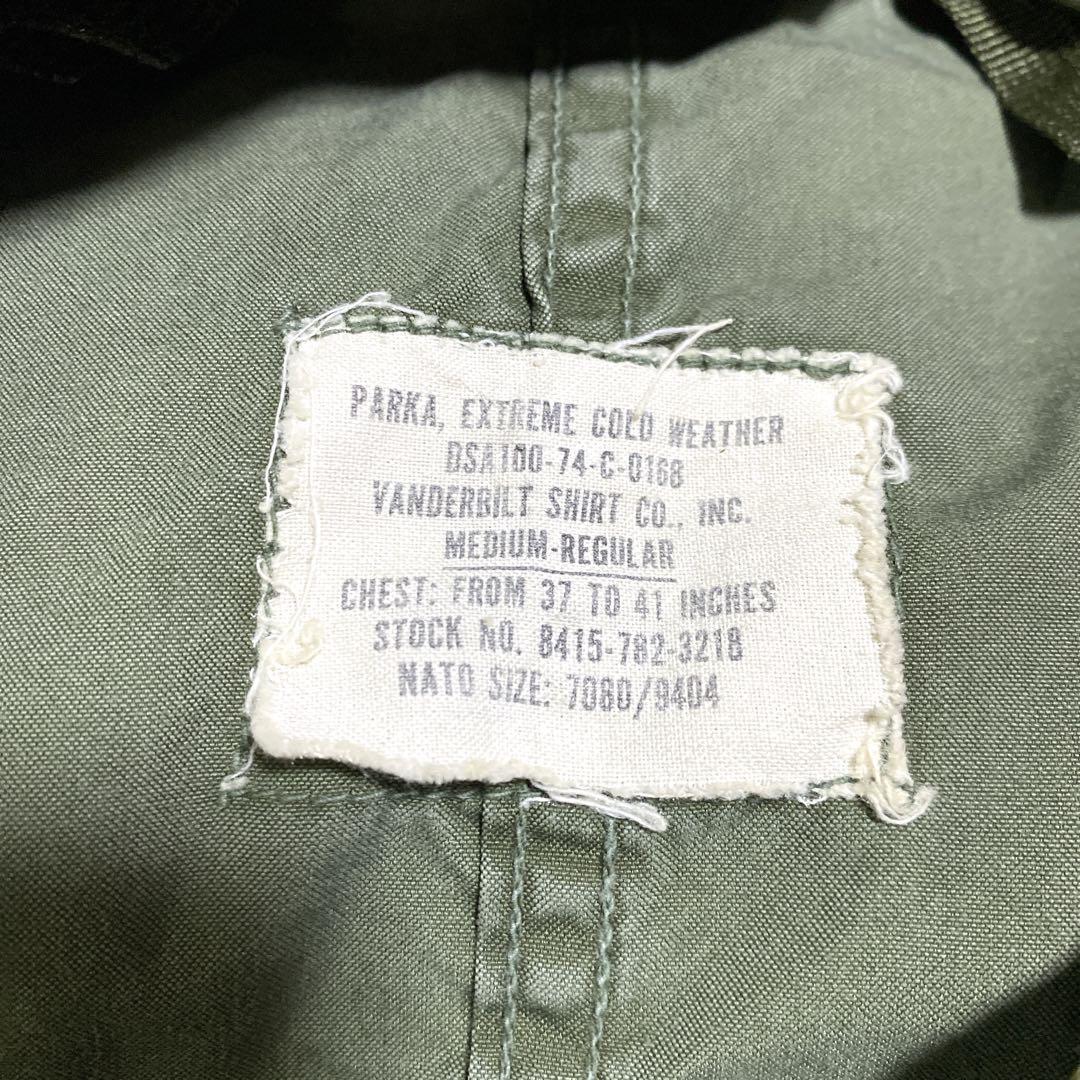 PARKA, EXTREME COLD WEATHER
DSA100-74-C-0168
VANDERBILT SHIRT CO., INC.
MEDIUM-REGULAR
CHEST: FROM 37 TO 41 INCHES
STOCK NO. 8415-782-3218
NATO SIZE: 7080/9404